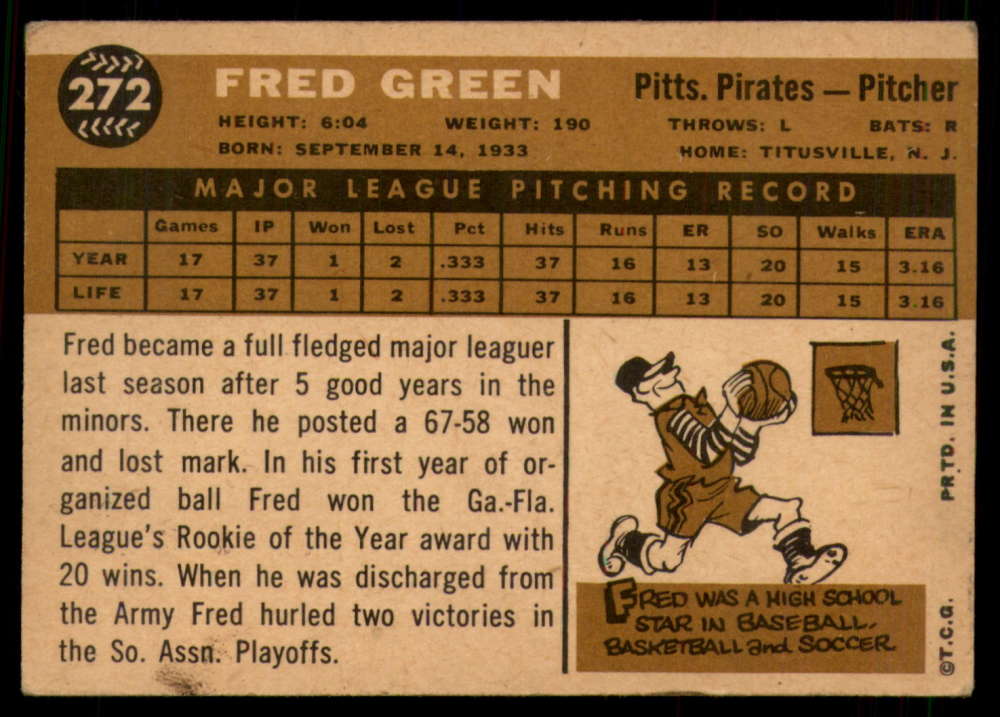 272
FRED GREEN
Pitts. Pirates — Pitcher
HEIGHT: 6:04 WEIGHT: 190 THROWS: L BATS: R
BORN: SEPTEMBER 14, 1933 HOME: TITUSVILLE, N. J.
MAJOR LEAGUE PITCHING RECORD
Games IP Won Lost Pct Hits Runs ER SO Walks ERA
YEAR 17 37 1 2 .333 37 16 13 20 15 3.16
LIFE 17 37 1 2 .333 37 16 13 20 15 3.16
Fred became a full fledged major leaguer
last season after 5 good years in the
minors. There he posted a 67-58 won
and lost mark. In his first year of or-
ganized ball Fred won the Ga.-Fla.
League's Rookie of the Year award with
20 wins. When he was discharged from
the Army Fred hurled two victories in
the So. Assn. Playoffs.
FRED WAS A HIGH SCHOOL
STAR IN BASEBALL,
BASKETBALL and SOCCER.
©T.C.G. PRTD. IN U.S.A.